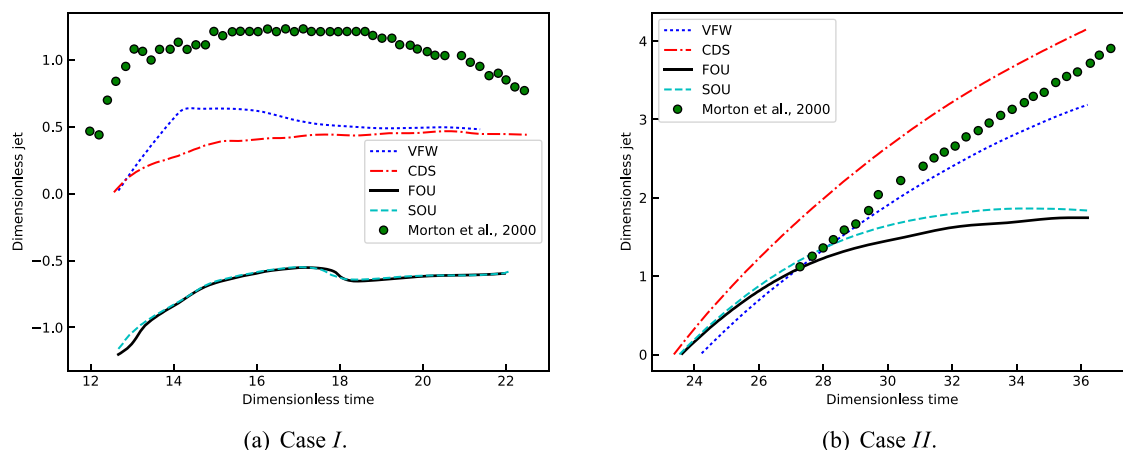 1.0
0.5
0.0
−0.5
−1.0
Dimensionless jet
VFW
CDS
FOU
SOU
Morton et al., 2000
12 14 16 18 20 22
Dimensionless time
(a) Case I.
4
3
2
1
0
Dimensionless jet
VFW
CDS
FOU
SOU
Morton et al., 2000
24 26 28 30 32 34 36
Dimensionless time
(b) Case II.